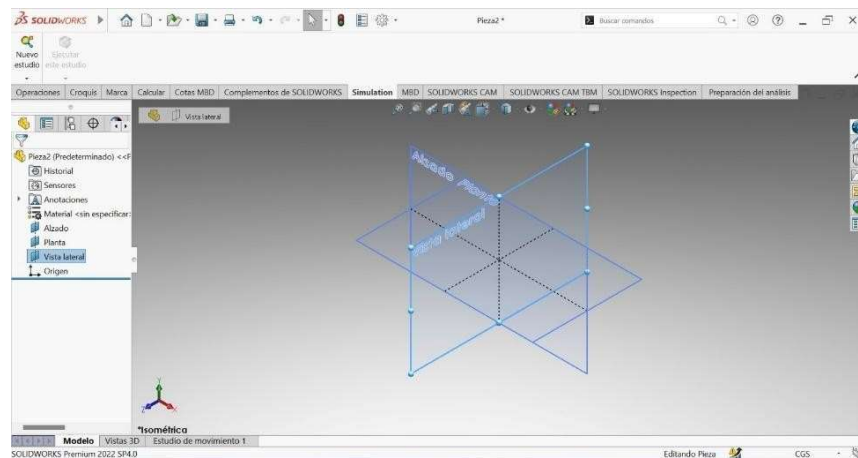 SOLIDWORKS
Pieza2 *
Buscar comandos
Nuevo estudio
Ejecutar este estudio
Operaciones Croquis Marca Calcular Cotas MBD Complementos de SOLIDWORKS Simulation MBD SOLIDWORKS CAM SOLIDWORKS CAM TBM SOLIDWORKS Inspection Preparación del análisis
Vista lateral
Pieza2 (Predeterminado) <<F
Historial
Sensores
Anotaciones
Material <sin especificar>
Alzado
Planta
Vista lateral
Origen
Alzado Planta
Vista lateral
Y
Z X
*Isométrica
Modelo Vistas 3D Estudio de movimiento 1
SOLIDWORKS Premium 2022 SP4.0
Editando Pieza
CGS